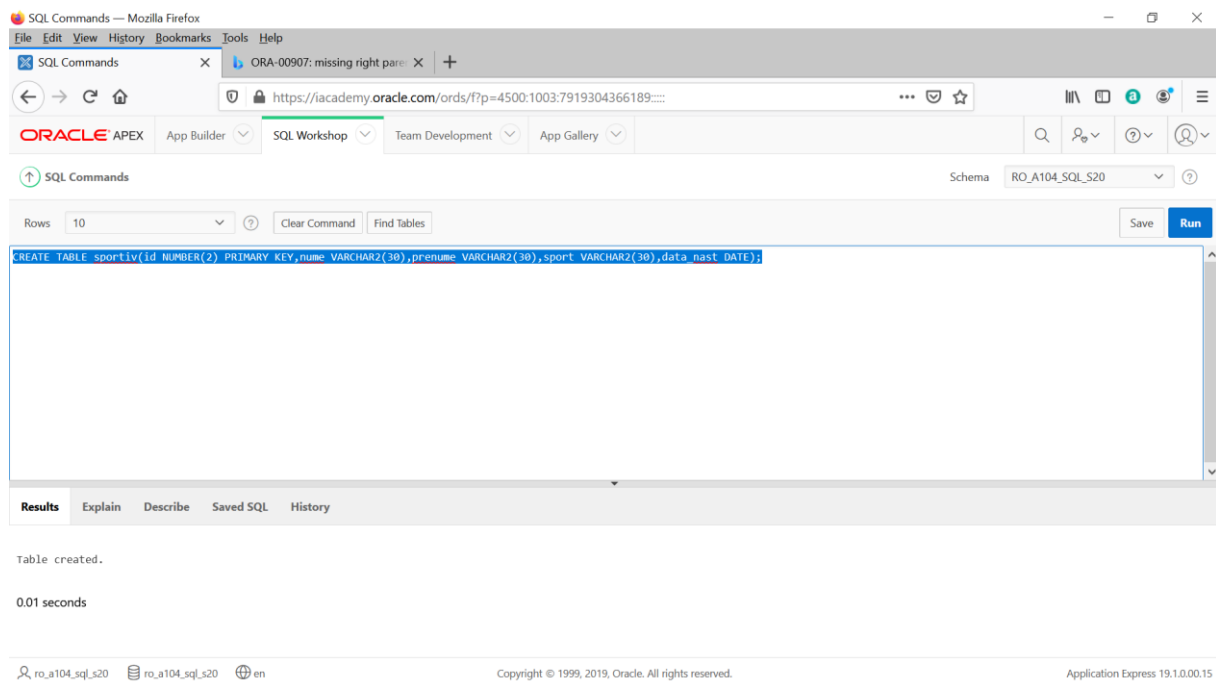 SQL Commands — Mozilla Firefox
File Edit View History Bookmarks Tools Help
SQL Commands ORA-00907: missing right paren
https://iacademy.oracle.com/ords/f?p=4500:1003:7919304366189:::::
ORACLE APEX App Builder SQL Workshop Team Development App Gallery
SQL Commands Schema RO_A104_SQL_S20
Rows 10 Clear Command Find Tables Save Run
CREATE TABLE sportiv(id NUMBER(2) PRIMARY KEY,nume VARCHAR2(30),prenume VARCHAR2(30),sport VARCHAR2(30),data_nast DATE);
Results Explain Describe Saved SQL History
Table created.
0.01 seconds
ro_a104_sql_s20 ro_a104_sql_s20 en Copyright © 1999, 2019, Oracle. All rights reserved. Application Express 19.1.0.00.15